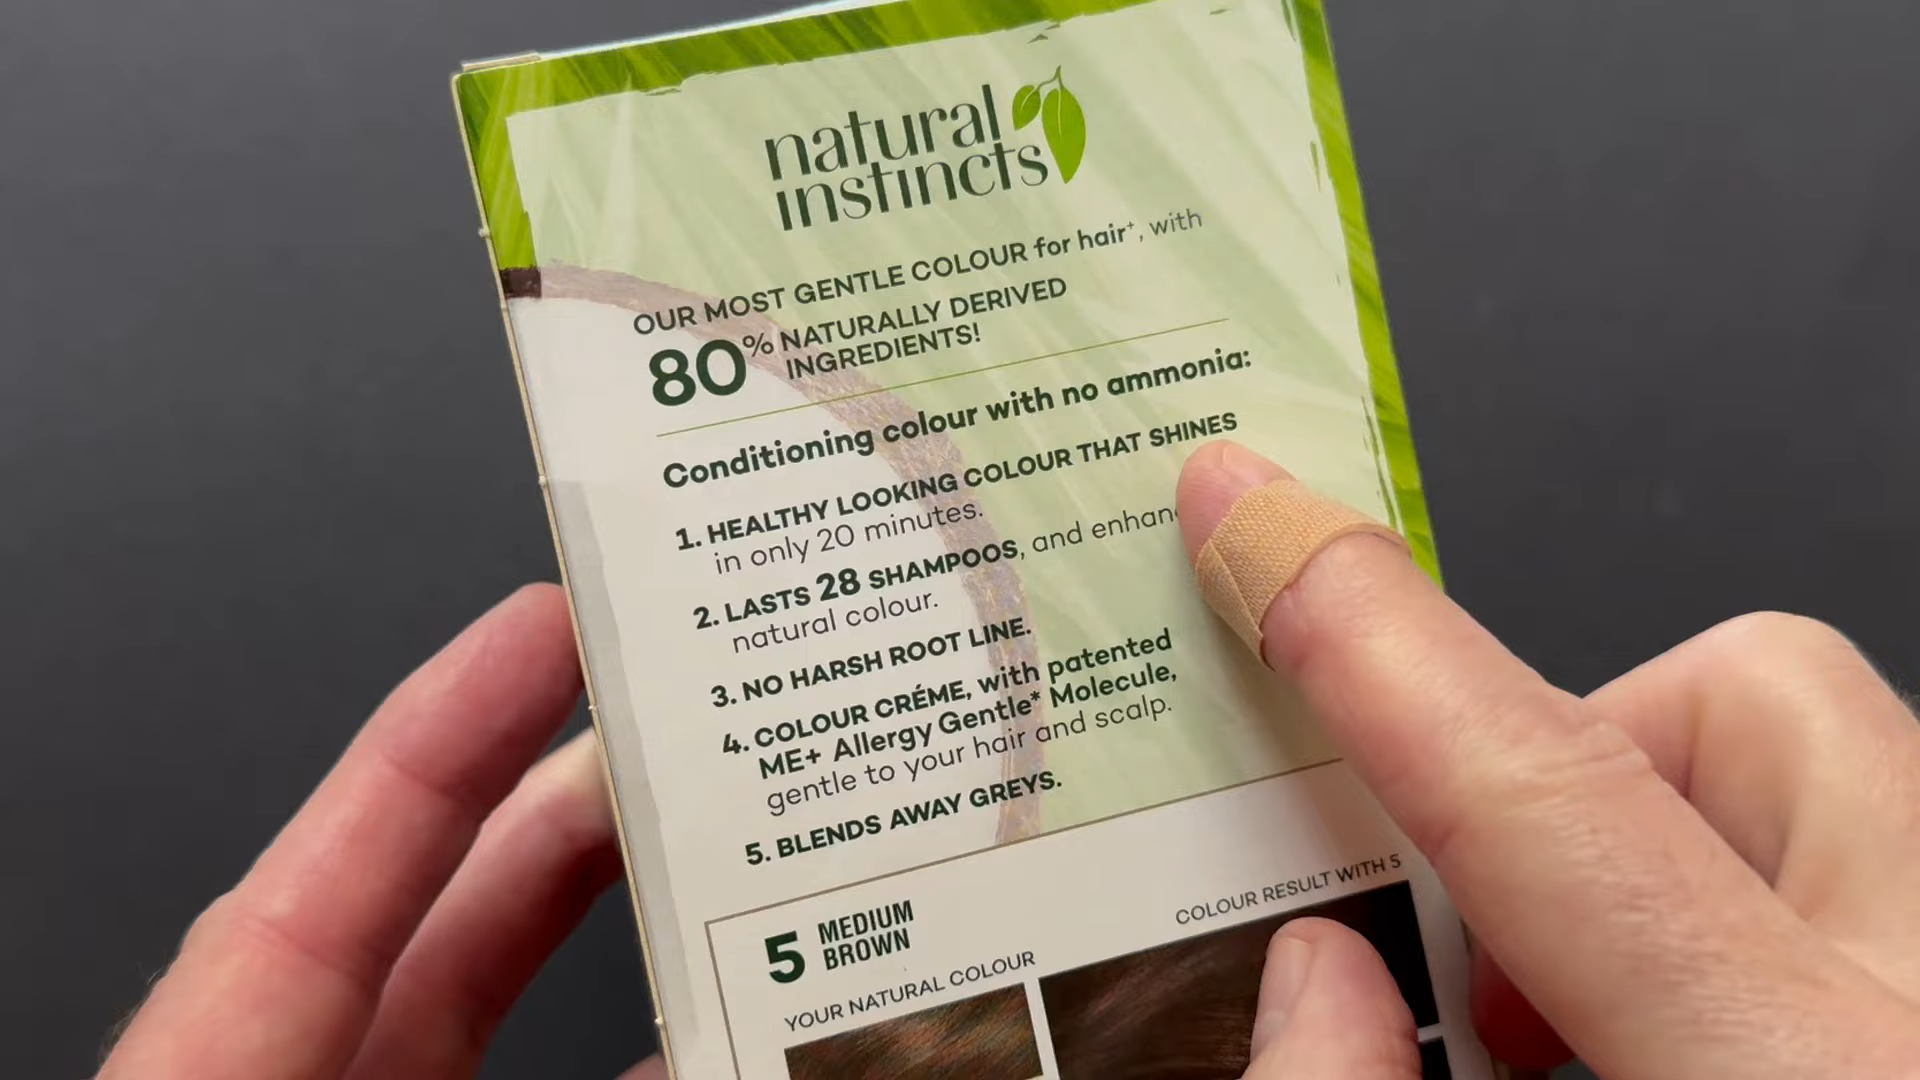 natural
instincts
OUR MOST GENTLE COLOUR for hair⁺, with
80% NATURALLY DERIVED
INGREDIENTS!
Conditioning colour with no ammonia:
1. HEALTHY LOOKING COLOUR THAT SHINES
in only 20 minutes.
2. LASTS 28 SHAMPOOS, and
natural colour.
3. NO HARSH ROOT LINE.
4. COLOUR CRÉME, with patented
ME+ Allergy Gentle* Molecule,
gentle to your hair and scalp.
5. BLENDS AWAY GREYS.
5 MEDIUM
BROWN
YOUR NATURAL COLOUR
COLOUR RESULT WITH 5